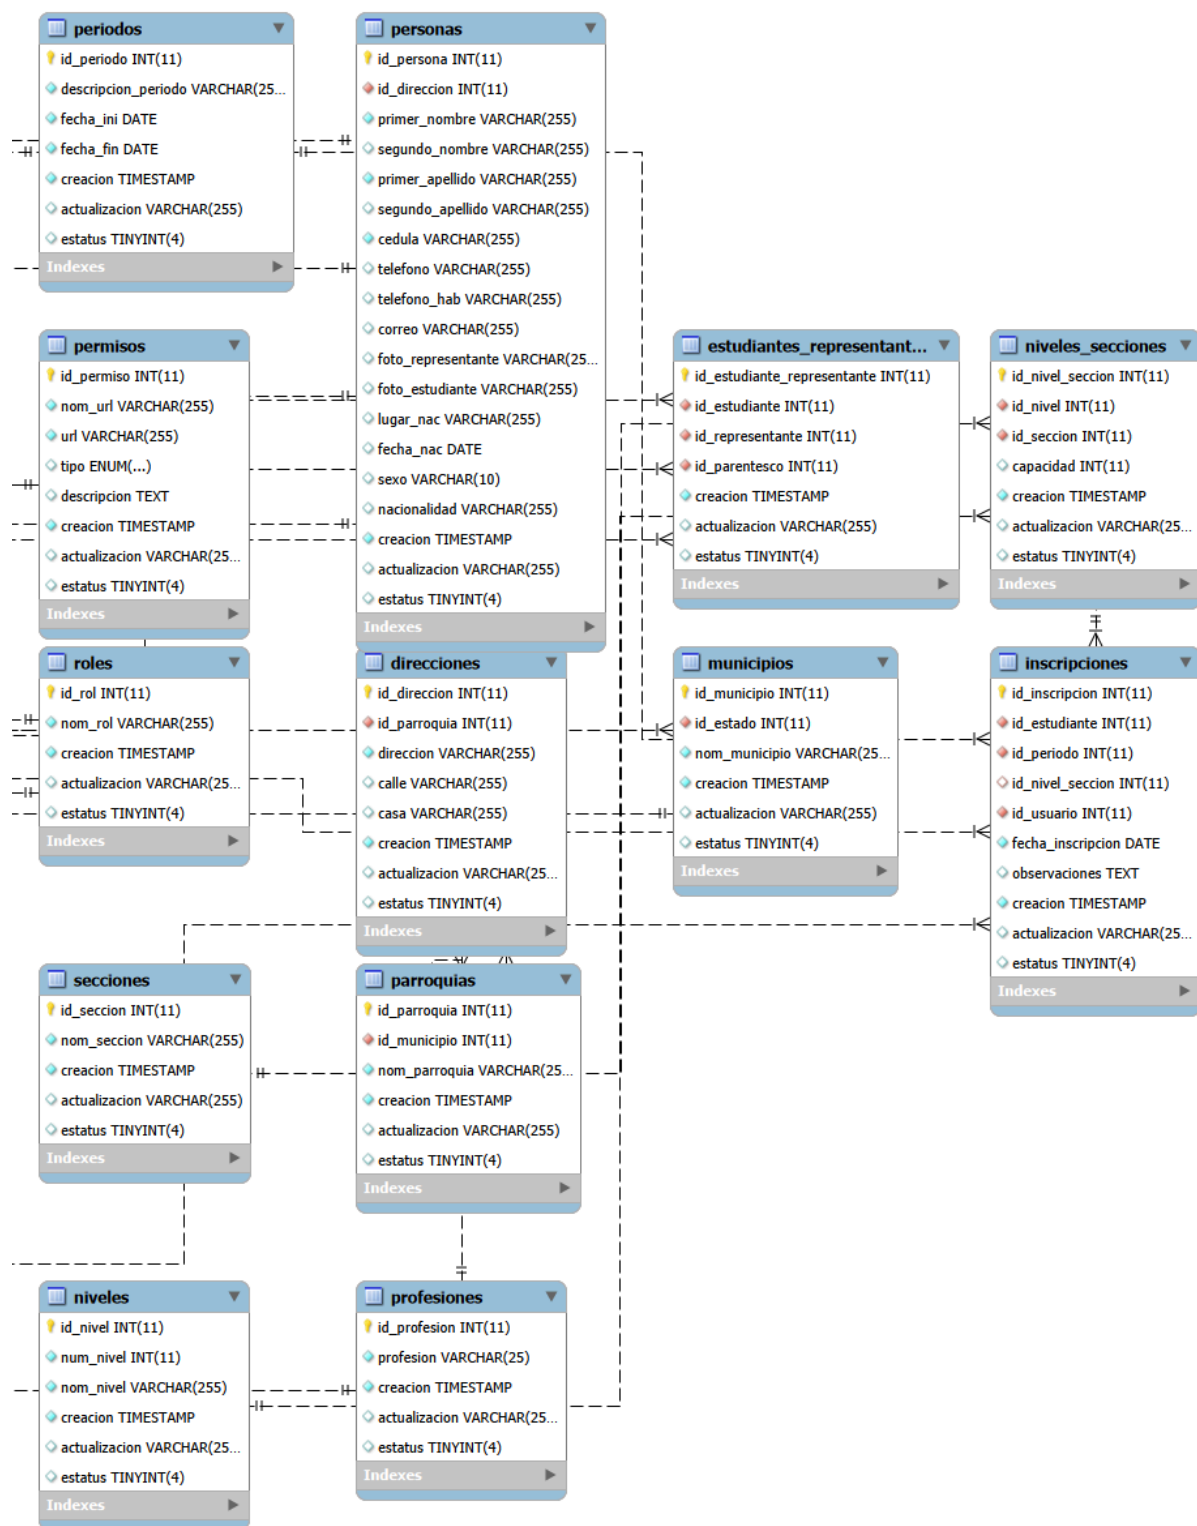 periodos
id_periodo INT(11)
descripcion_periodo VARCHAR(25...
fecha_ini DATE
fecha_fin DATE
creacion TIMESTAMP
actualizacion VARCHAR(255)
estatus TINYINT(4)
Indexes
personas
id_persona INT(11)
id_direccion INT(11)
primer_nombre VARCHAR(255)
segundo_nombre VARCHAR(255)
primer_apellido VARCHAR(255)
segundo_apellido VARCHAR(255)
cedula VARCHAR(255)
telefono VARCHAR(255)
telefono_hab VARCHAR(255)
correo VARCHAR(255)
foto_representante VARCHAR(25...
foto_estudiante VARCHAR(255)
lugar_nac VARCHAR(255)
fecha_nac DATE
sexo VARCHAR(10)
nacionalidad VARCHAR(255)
creacion TIMESTAMP
actualizacion VARCHAR(255)
estatus TINYINT(4)
Indexes
permisos
id_permiso INT(11)
nom_url VARCHAR(255)
url VARCHAR(255)
tipo ENUM(...)
descripcion TEXT
creacion TIMESTAMP
actualizacion VARCHAR(25...
estatus TINYINT(4)
Indexes
estudiantes_representant...
id_estudiante_representante INT(11)
id_estudiante INT(11)
id_representante INT(11)
id_parentesco INT(11)
creacion TIMESTAMP
actualizacion VARCHAR(255)
estatus TINYINT(4)
Indexes
niveles_secciones
id_nivel_seccion INT(11)
id_nivel INT(11)
id_seccion INT(11)
capacidad INT(11)
creacion TIMESTAMP
actualizacion VARCHAR(255)
estatus TINYINT(4)
Indexes
roles
id_rol INT(11)
nom_rol VARCHAR(255)
creacion TIMESTAMP
actualizacion VARCHAR(25...
estatus TINYINT(4)
Indexes
direcciones
id_direccion INT(11)
id_parroquia INT(11)
direccion VARCHAR(255)
calle VARCHAR(255)
casa VARCHAR(255)
creacion TIMESTAMP
actualizacion VARCHAR(25...
estatus TINYINT(4)
Indexes
municipios
id_municipio INT(11)
id_estado INT(11)
nom_municipio VARCHAR(25...
creacion TIMESTAMP
actualizacion VARCHAR(255)
estatus TINYINT(4)
Indexes
inscripciones
id_inscripcion INT(11)
id_estudiante INT(11)
id_periodo INT(11)
id_nivel_seccion INT(11)
id_usuario INT(11)
fecha_inscripcion DATE
observaciones TEXT
creacion TIMESTAMP
actualizacion VARCHAR(25...
estatus TINYINT(4)
Indexes
secciones
id_seccion INT(11)
nom_seccion VARCHAR(255)
creacion TIMESTAMP
actualizacion VARCHAR(255)
estatus TINYINT(4)
Indexes
parroquias
id_parroquia INT(11)
id_municipio INT(11)
nom_parroquia VARCHAR(25...
creacion TIMESTAMP
actualizacion VARCHAR(255)
estatus TINYINT(4)
Indexes
niveles
id_nivel INT(11)
num_nivel INT(11)
nom_nivel VARCHAR(255)
creacion TIMESTAMP
actualizacion VARCHAR(25...
estatus TINYINT(4)
Indexes
profesiones
id_profesion INT(11)
profesion VARCHAR(25)
creacion TIMESTAMP
actualizacion VARCHAR(25...
estatus TINYINT(4)
Indexes